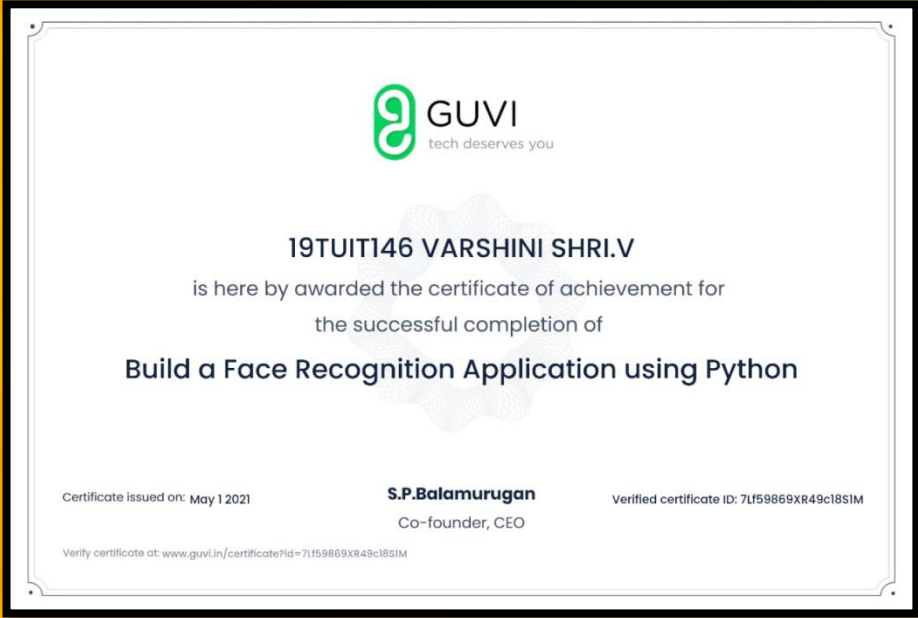 GUVI
tech deserves you
19TUIT146 VARSHINI SHRI.V
is here by awarded the certificate of achievement for
the successful completion of
Build a Face Recognition Application using Python
Certificate issued on: May 1 2021
S.P.Balamurugan
Co-founder, CEO
Verified certificate ID: 7Lf59869XR49c18S1M
Verify certificate at: www.guvi.in/certificate?id=7Lf59869XR49c18S1M